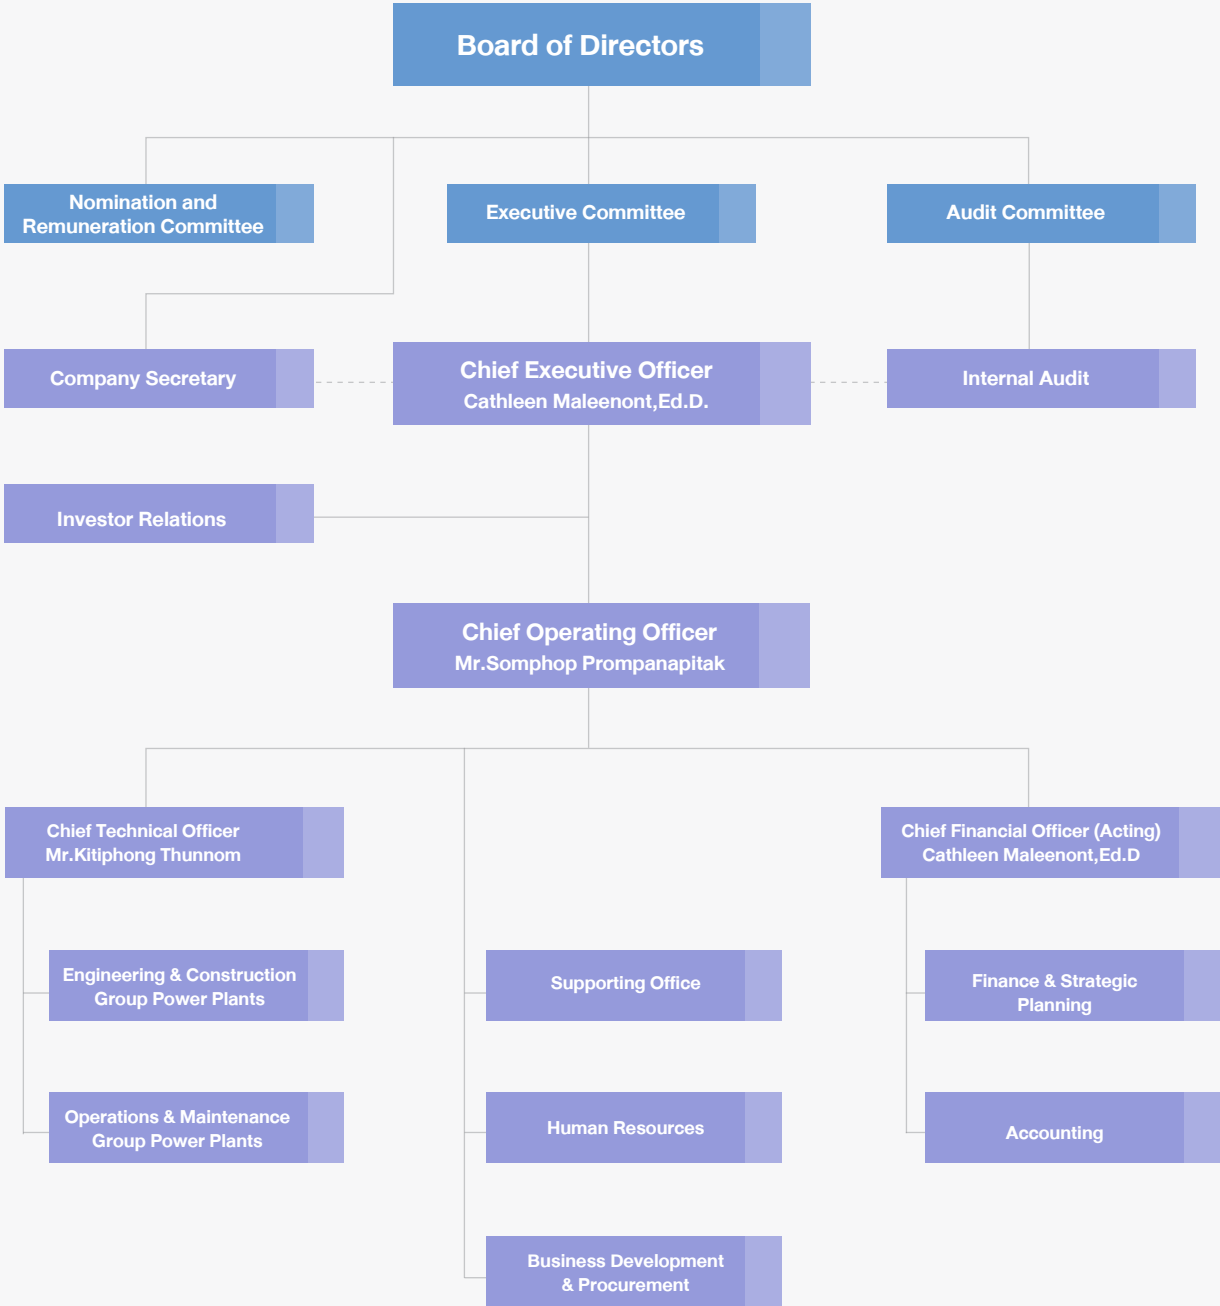 Board of Directors
Nomination and
Remuneration Committee
Executive Committee
Audit Committee
Company Secretary
Chief Executive Officer
Cathleen Maleenont,Ed.D.
Internal Audit
Investor Relations
Chief Operating Officer
Mr.Somphop Prompanapitak
Chief Technical Officer
Mr.Kitiphong Thunnom
Chief Financial Officer (Acting)
Cathleen Maleenont,Ed.D
Engineering & Construction
Group Power Plants
Supporting Office
Finance & Strategic
Planning
Operations & Maintenance
Group Power Plants
Human Resources
Accounting
Business Development
& Procurement